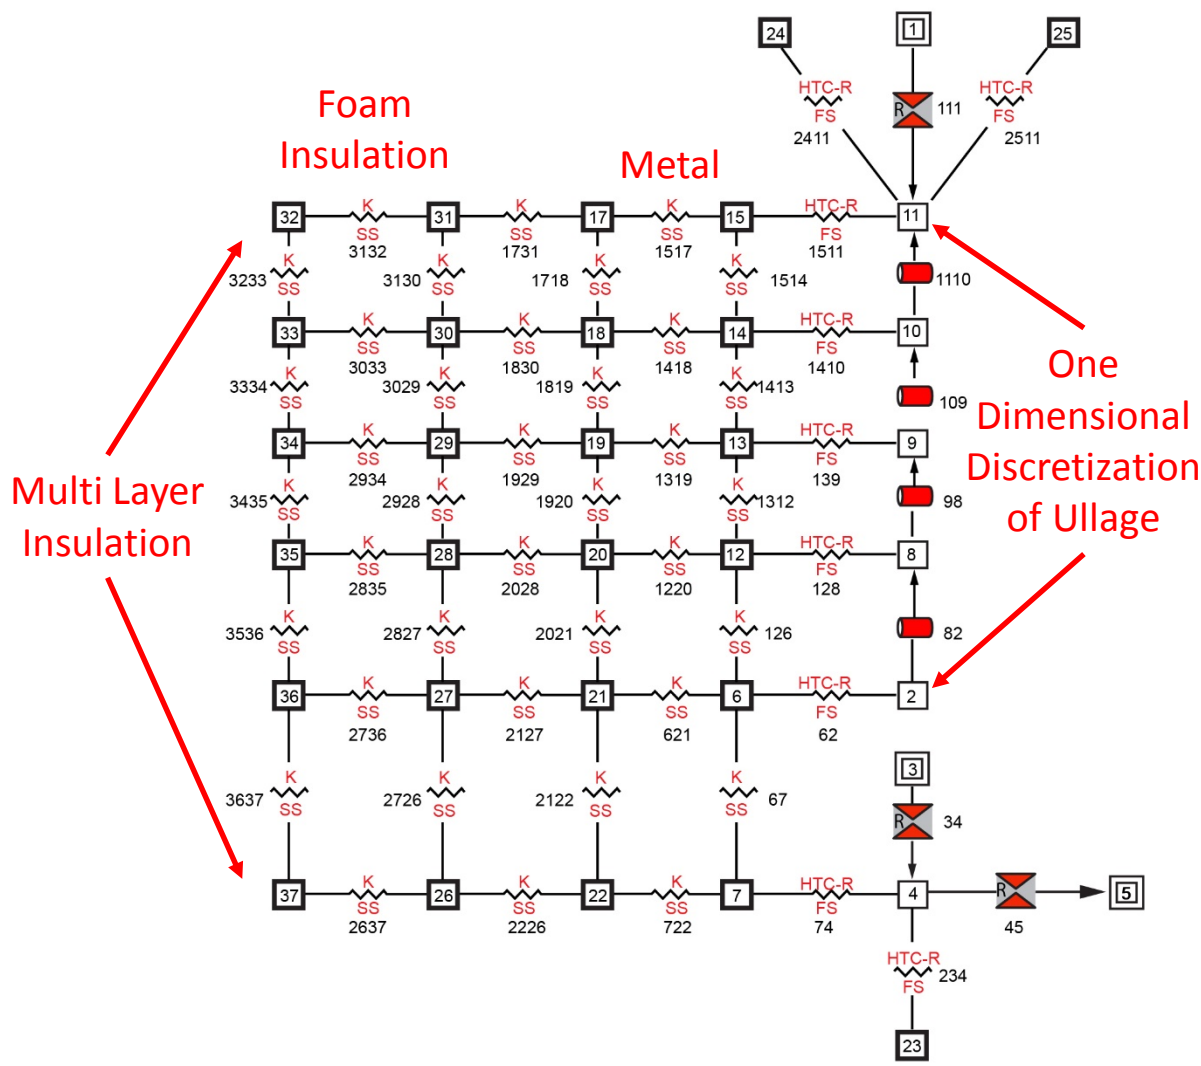 24 1 25
HTC-R HTC-R
Foam R 111
Insulation FS FS
2411 2511
Metal
32 K 31 K 17 K 15 HTC-R 11
SS SS SS FS
3132 1731 1517 1511
K K K K
3233 3130 1718 1514 1110
SS SS SS SS
33 K 30 K 18 K 14 HTC-R 10
SS SS SS FS
3033 1830 1418 1410
One
K K K K
3334 3029 1819 1413 109
SS SS SS SS
Dimensional
34 K 29 K 19 K 13 HTC-R 9
SS SS SS FS
2934 1929 1319 139
Discretization
Multi Layer
K K K K
3435 2928 1920 1312 98
SS SS SS SS
of Ullage
Insulation
35 K 28 K 20 K 12 HTC-R 8
SS SS SS FS
2835 2028 1220 128
K K K K
3536 2827 2021 126 82
SS SS SS SS
36 K 27 K 21 K 6 HTC-R 2
SS SS SS FS
2736 2127 621 62
3
K K K K
3637 2726 2122 67
SS SS SS SS
R 34
37 K 26 K 22 K 7 HTC-R 4 R 5
SS SS SS FS
2637 2226 722 74 45
HTC-R
234
FS
23